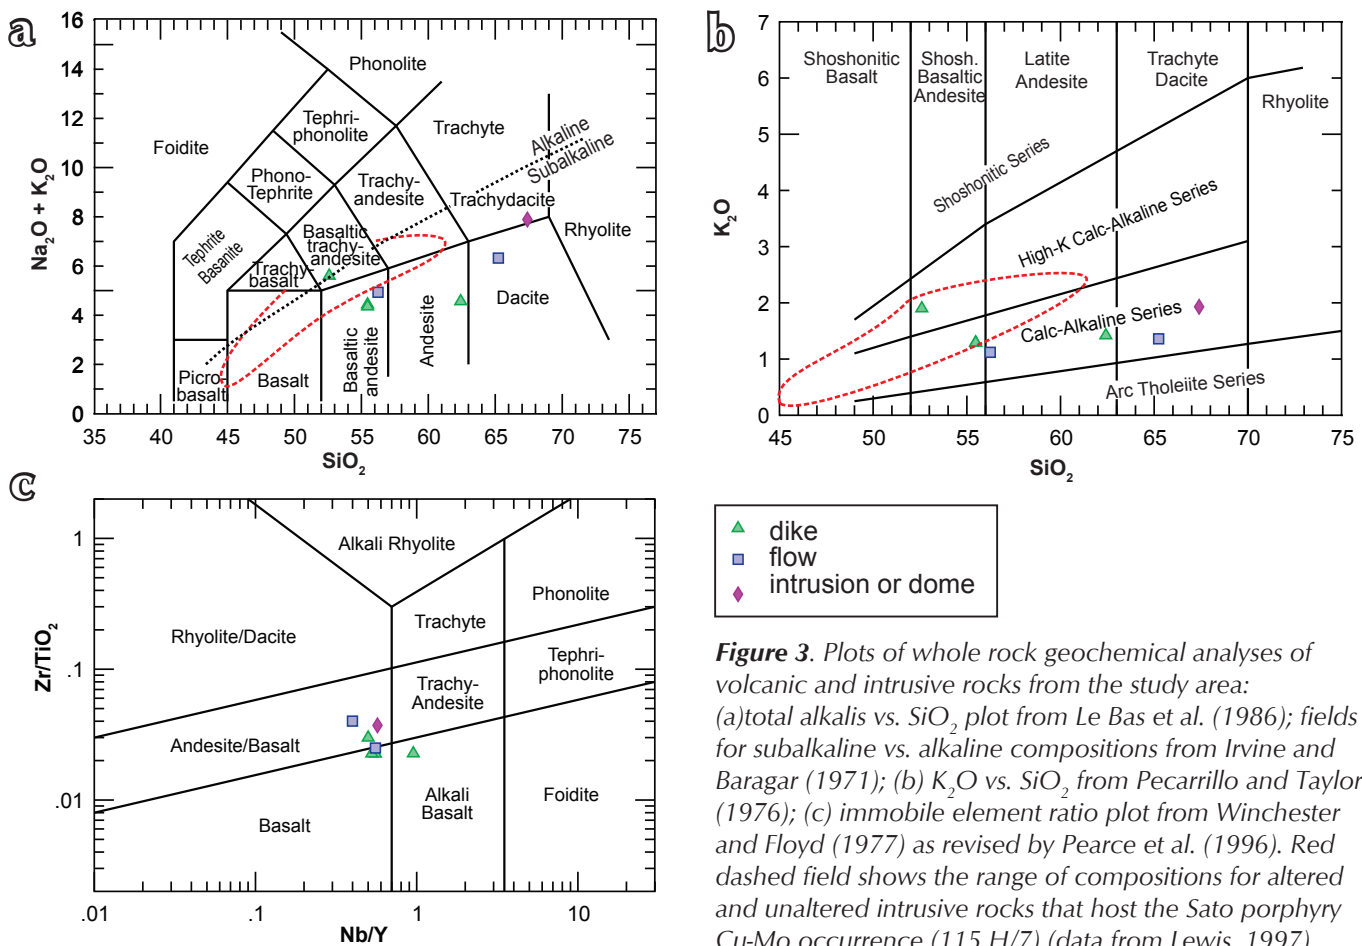 a
16
14
12
10
8
6
4
2
0
Na2O + K2O
35 45 50 55 60 65 70 75
SiO2
Foidite
Phonolite
Tephri-
phonolite
Trachyte
Phono-
Tephrite
Trachy-
andesite
Alkaline
Subalkaline
Trachydacite
Tephrite
Basanite
Basaltic
trachy-
andesite
Trachy-
basalt
Rhyolite
Dacite
Andesite
Basaltic
andesite
Basalt
Picro-
basalt
b
7
6
5
4
3
2
1
0
K2O
45 50 55 60 65 70 75
SiO2
Shoshonitic
Basalt
Shosh.
Basaltic
Andesite
Latite
Andesite
Trachyte
Dacite
Rhyolite
Shoshonitic Series
High-K Calc-Alkaline Series
Calc-Alkaline Series
Arc Tholeiite Series
c
1
0.1
.01
Zr/TiO2
.01 .1 1 10
Nb/Y
Alkali Rhyolite
Phonolite
Rhyolite/Dacite
Trachyte
Tephri-
phonolite
Trachy-
Andesite
Andesite/Basalt
Alkali
Basalt
Foidite
Basalt
dike
flow
intrusion or dome
Figure 3. Plots of whole rock geochemical analyses of
volcanic and intrusive rocks from the study area:
(a)total alkalis vs. SiO2 plot from Le Bas et al. (1986); fields
for subalkaline vs. alkaline compositions from Irvine and
Baragar (1971); (b) K2O vs. SiO2 from Pecarrillo and Taylor
(1976); (c) immobile element ratio plot from Winchester
and Floyd (1977) as revised by Pearce et al. (1996). Red
dashed field shows the range of compositions for altered
and unaltered intrusive rocks that host the Sato porphyry
Cu-Mo occurrence (115 H/7) (data from Lewis, 1997)